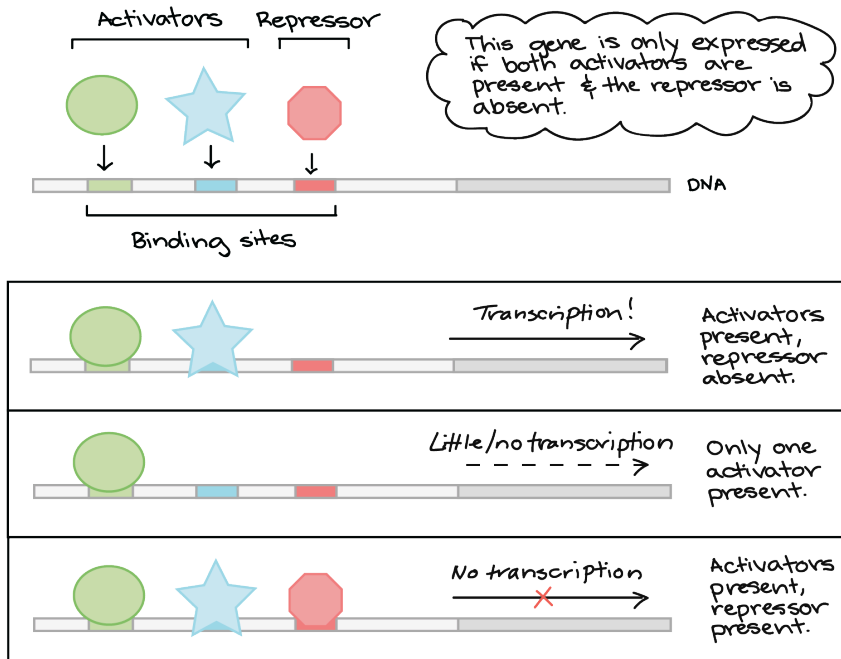 Activators
Repressor
This gene is only expressed
if both activators are
present & the repressor is
absent.
DNA
Binding sites
Transcription!
Activators
present,
repressor
absent.
Little/no transcription
Only one
activator
present.
No transcription
Activators
present,
repressor
present.